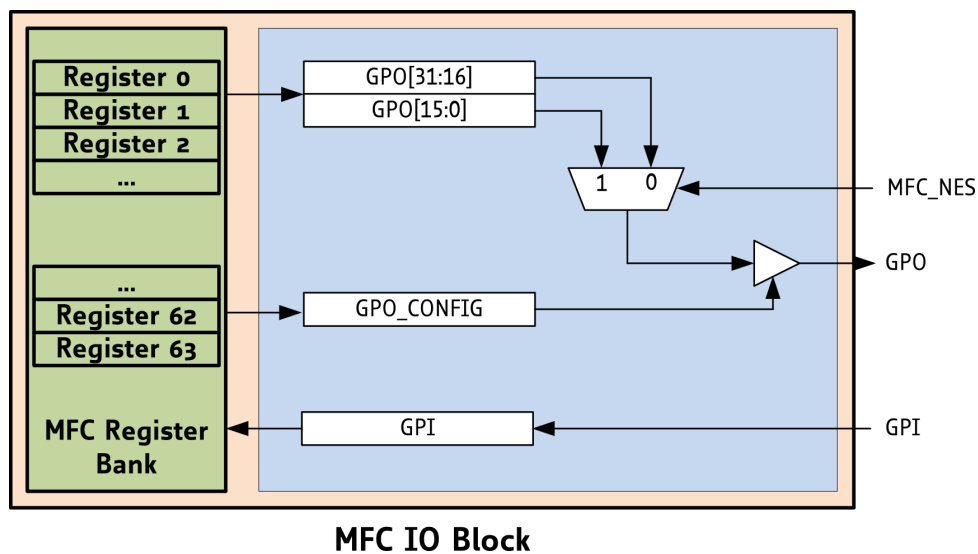 Register 0
Register 1
Register 2
...
...
Register 62
Register 63
MFC Register
Bank
GPO[31:16]
GPO[15:0]
1 0
MFC_NES
GPO
GPO_CONFIG
GPI
GPI
MFC IO Block